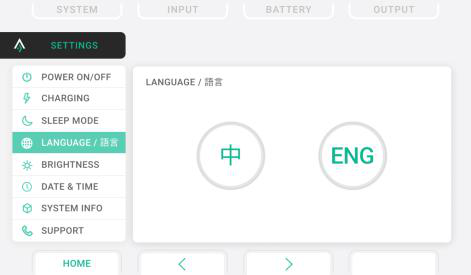 SYSTEM INPUT BATTERY OUTPUT
SETTINGS
POWER ON/OFF
CHARGING
SLEEP MODE
LANGUAGE / 語言
BRIGHTNESS
DATE & TIME
SYSTEM INFO
SUPPORT
LANGUAGE / 語言
中 ENG
HOME < >